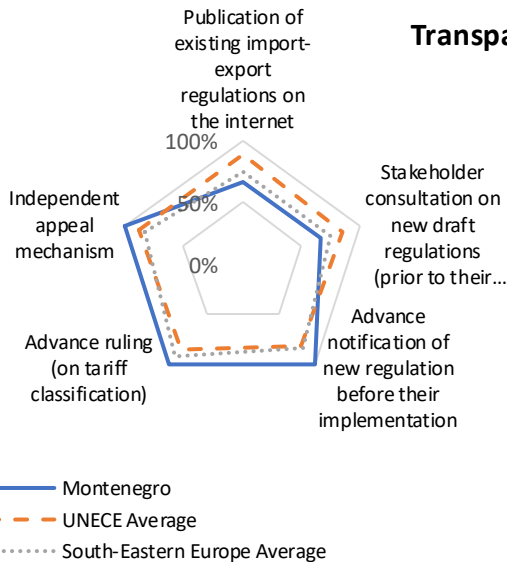 Transpa
Publication of
existing import-
export
regulations on
the internet
100%
50%
0%
Stakeholder
consultation on
new draft
regulations
(prior to their...
Advance
notification of
new regulation
before their
implementation
Advance ruling
(on tariff
classification)
Independent
appeal
mechanism
Montenegro
UNECE Average
South-Eastern Europe Average